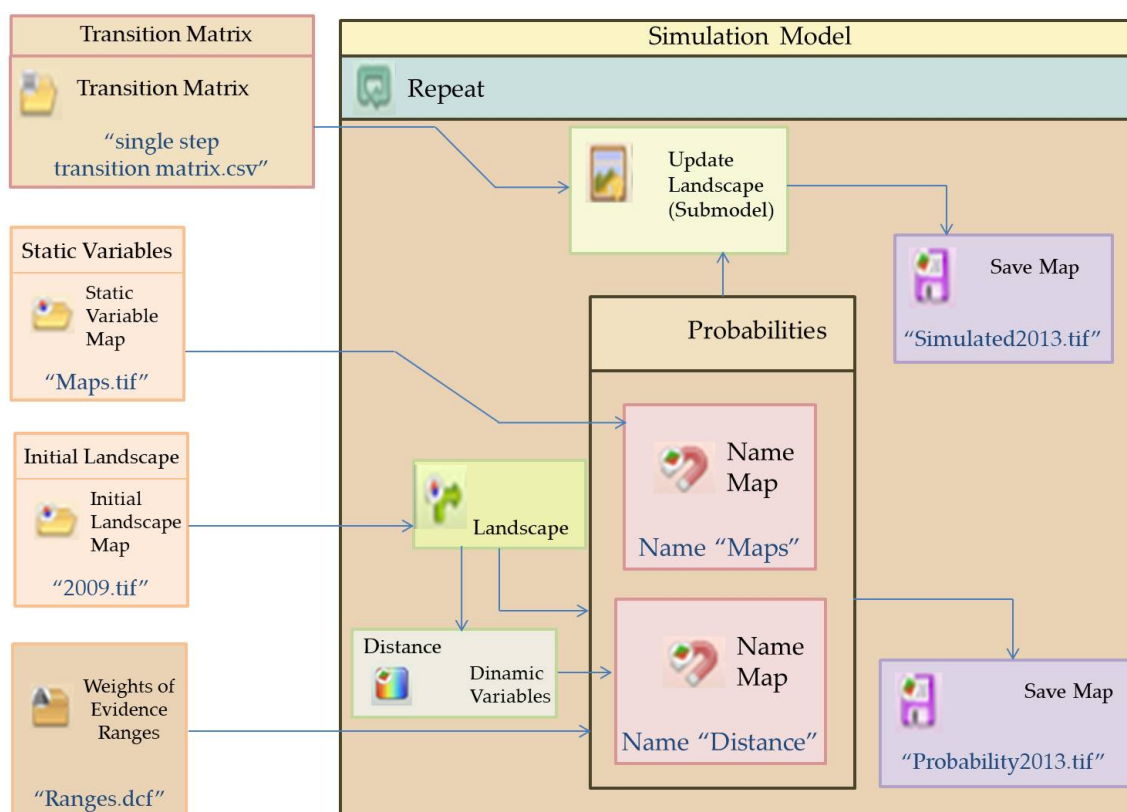 Transition Matrix
Transition Matrix
“single step
transition matrix.csv”
Static Variables
Static
Variable
Map
“Maps.tif”
Initial Landscape
Initial
Landscape
Map
“2009.tif”
Weights of
Evidence
Ranges
“Ranges.dcf”
Simulation Model
Repeat
Update
Landscape
(Submodel)
Save Map
“Simulated2013.tif”
Probabilities
Name
Map
Name “Maps”
Landscape
Distance
Dinamic
Variables
Name
Map
Name “Distance”
Save Map
“Probability2013.tif”